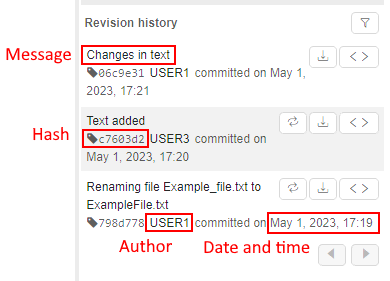 Revision history
Message
Changes in text
06c9e31 USER1 committed on May 1,
2023, 17:21
Text added
Hash
c7603d2 USER3 committed on
May 1, 2023, 17:20
Renaming file Example_file.txt to
ExampleFile.txt
798d778 USER1 committed on May 1, 2023, 17:19
Author Date and time